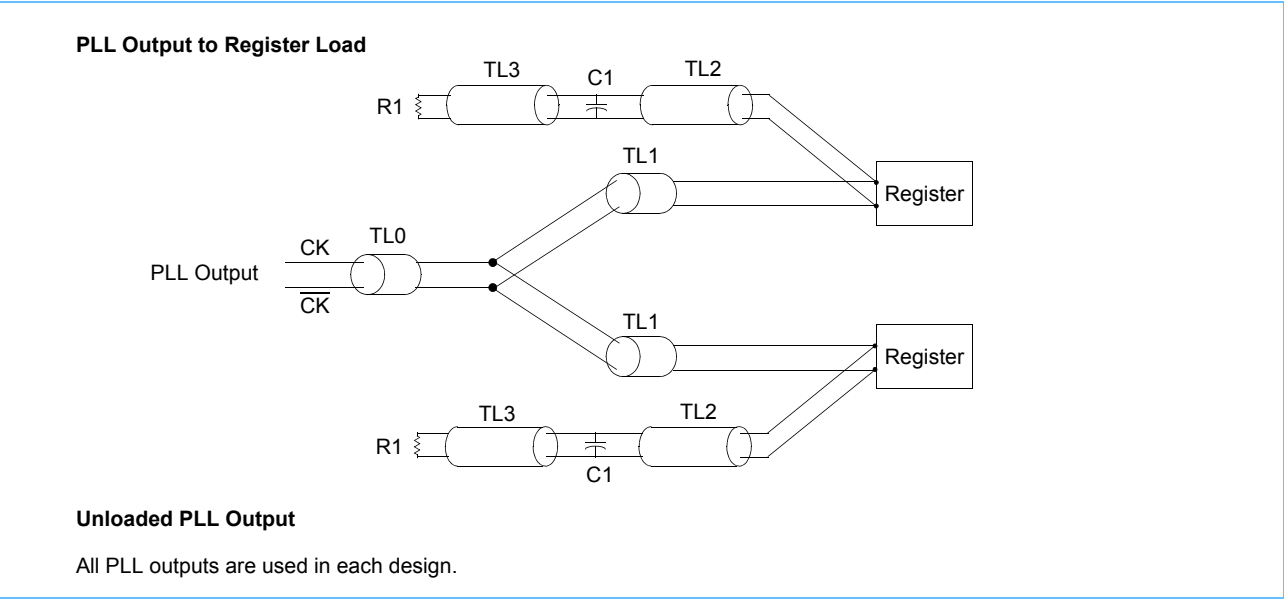 PLL Output to Register Load
TL3
C1
TL2
R1
TL1
Register
TL0
CK
PLL Output
C̅K̅
TL1
Register
TL3
TL2
R1
C1
Unloaded PLL Output
All PLL outputs are used in each design.